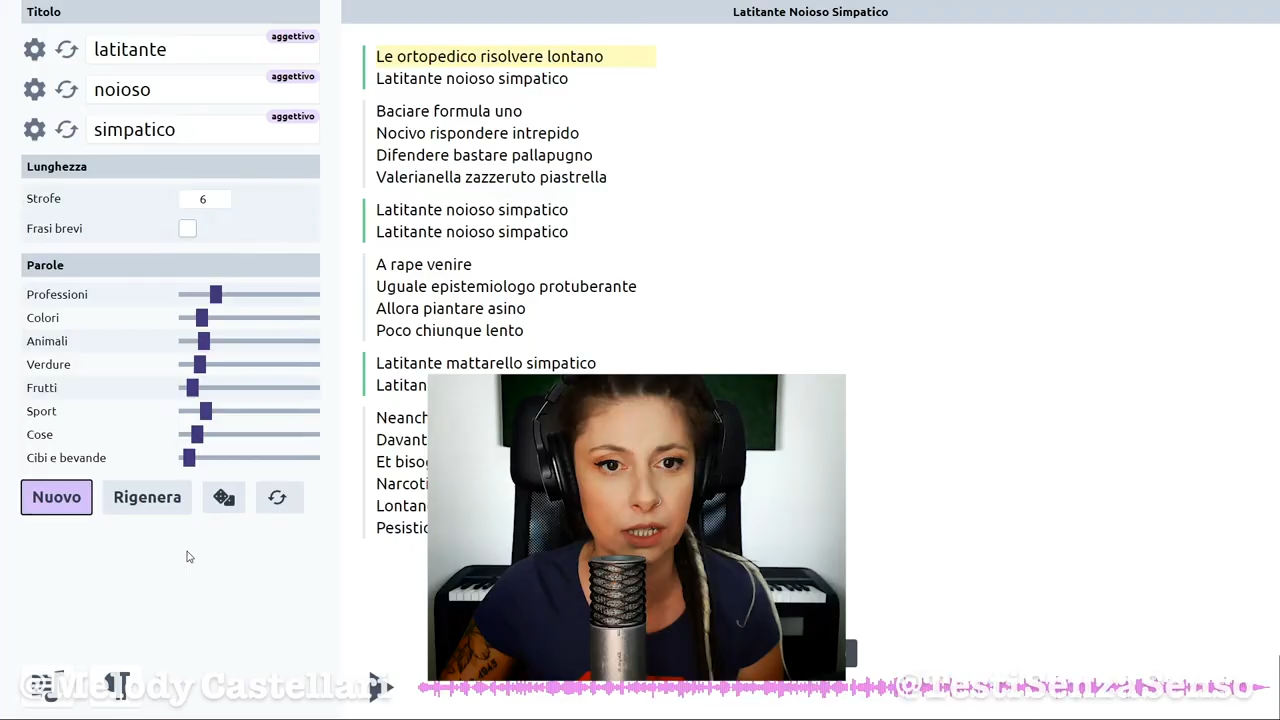 Titolo
Latitante Noioso Simpatico
aggettivo
latitante
aggettivo
noioso
aggettivo
simpatico
Lunghezza
Strofe
6
Frasi brevi
Parole
Professioni
Colori
Animali
Verdure
Frutti
Sport
Cose
Cibi e bevande
Nuovo
Rigenera
Le ortopedico risolvere lontano
Latitante noioso simpatico
Baciare formula uno
Nocivo rispondere intrepido
Difendere bastare pallapugno
Valerianella zazzeruto piastrella
Latitante noioso simpatico
Latitante noioso simpatico
A rape venire
Uguale epistemiologo protuberante
Allora piantare asino
Poco chiunque lento
Latitante mattarello simpatico
Latitan
Neanch
Davant
Et bisog
Narcoti
Lontan
Pesistic
Castellari
@TestiSenzaSenso